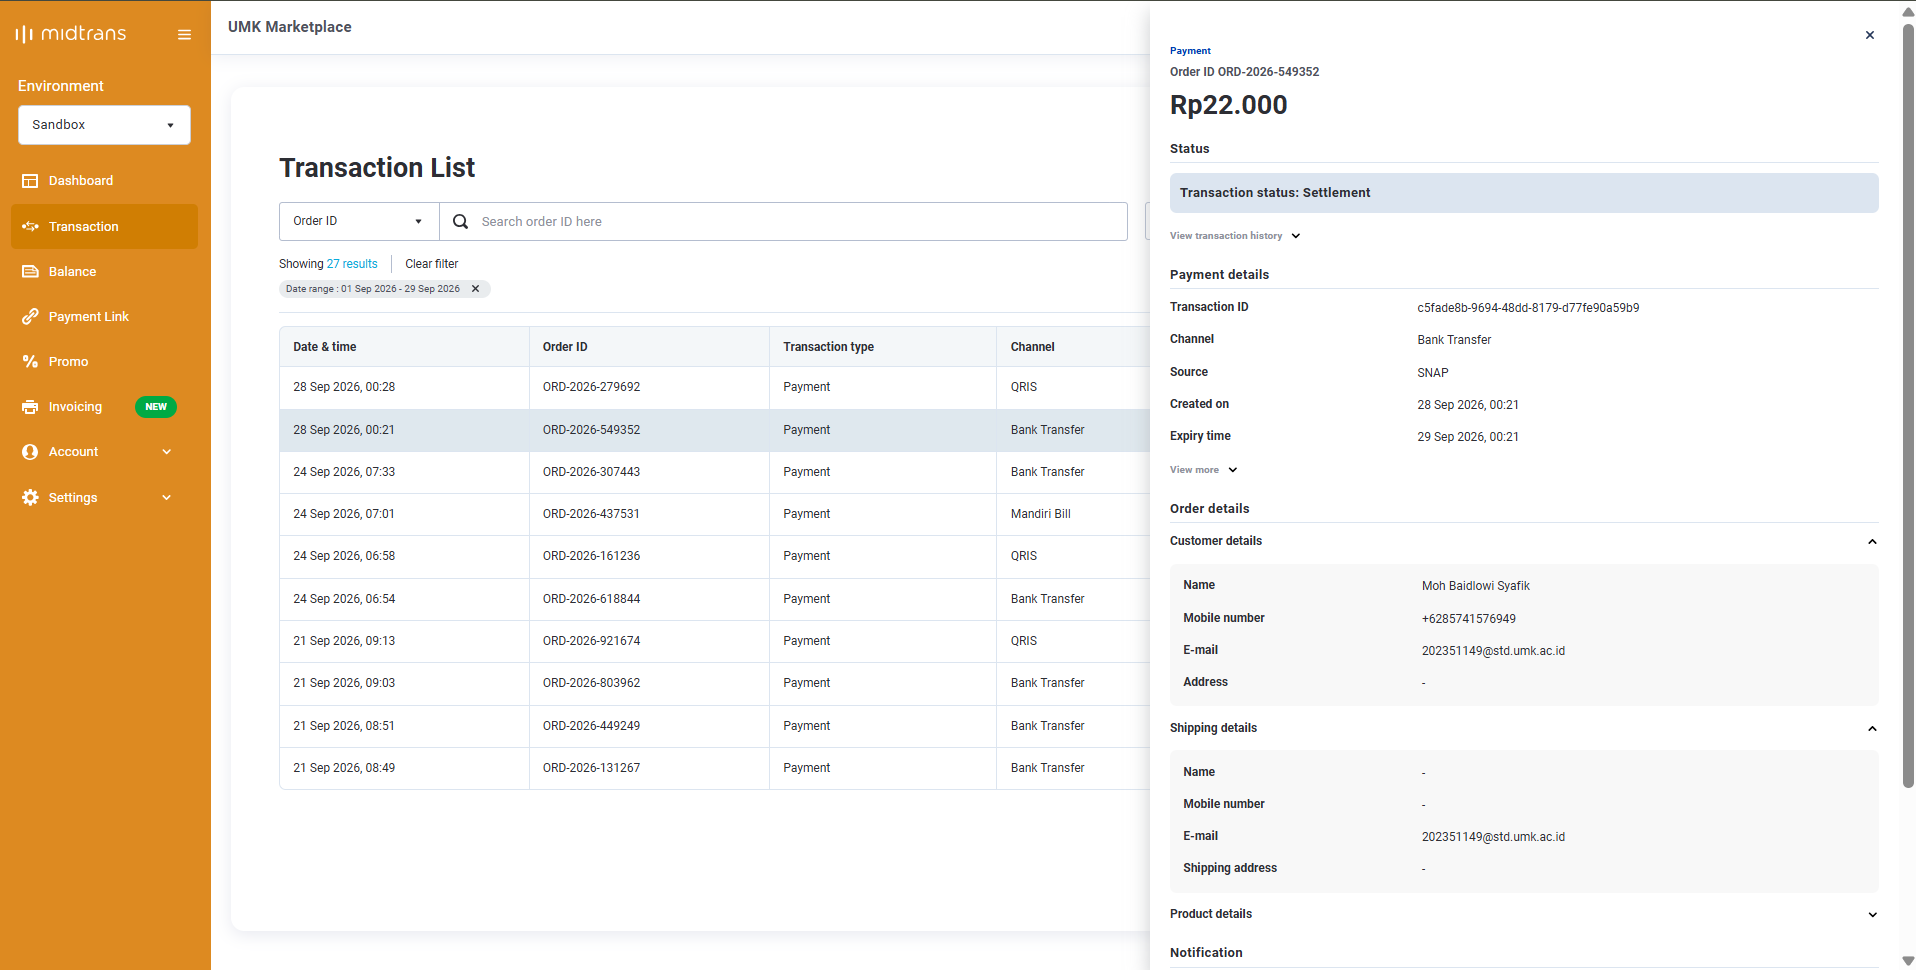 midtrans
Environment
Sandbox
Dashboard
Transaction
Balance
Payment Link
Promo
Invoicing NEW
Account
Settings
UMK Marketplace
Transaction List
Order ID Search order ID here
Showing 27 results Clear filter
Date range : 01 Sep 2026 - 29 Sep 2026
Date & time Order ID Transaction type Channel
28 Sep 2026, 00:28 ORD-2026-279692 Payment QRIS
28 Sep 2026, 00:21 ORD-2026-549352 Payment Bank Transfer
24 Sep 2026, 07:33 ORD-2026-307443 Payment Bank Transfer
24 Sep 2026, 07:01 ORD-2026-437531 Payment Mandiri Bill
24 Sep 2026, 06:58 ORD-2026-161236 Payment QRIS
24 Sep 2026, 06:54 ORD-2026-618844 Payment Bank Transfer
21 Sep 2026, 09:13 ORD-2026-921674 Payment QRIS
21 Sep 2026, 09:03 ORD-2026-803962 Payment Bank Transfer
21 Sep 2026, 08:51 ORD-2026-449249 Payment Bank Transfer
21 Sep 2026, 08:49 ORD-2026-131267 Payment Bank Transfer
Payment
Order ID ORD-2026-549352
Rp22.000
Status
Transaction status: Settlement
View transaction history
Payment details
Transaction ID c5fade8b-9694-48dd-8179-d77fe90a59b9
Channel Bank Transfer
Source SNAP
Created on 28 Sep 2026, 00:21
Expiry time 29 Sep 2026, 00:21
View more
Order details
Customer details
Name Moh Baidlowi Syafik
Mobile number +6285741576949
E-mail 202351149@std.umk.ac.id
Address -
Shipping details
Name -
Mobile number -
E-mail 202351149@std.umk.ac.id
Shipping address -
Product details
Notification